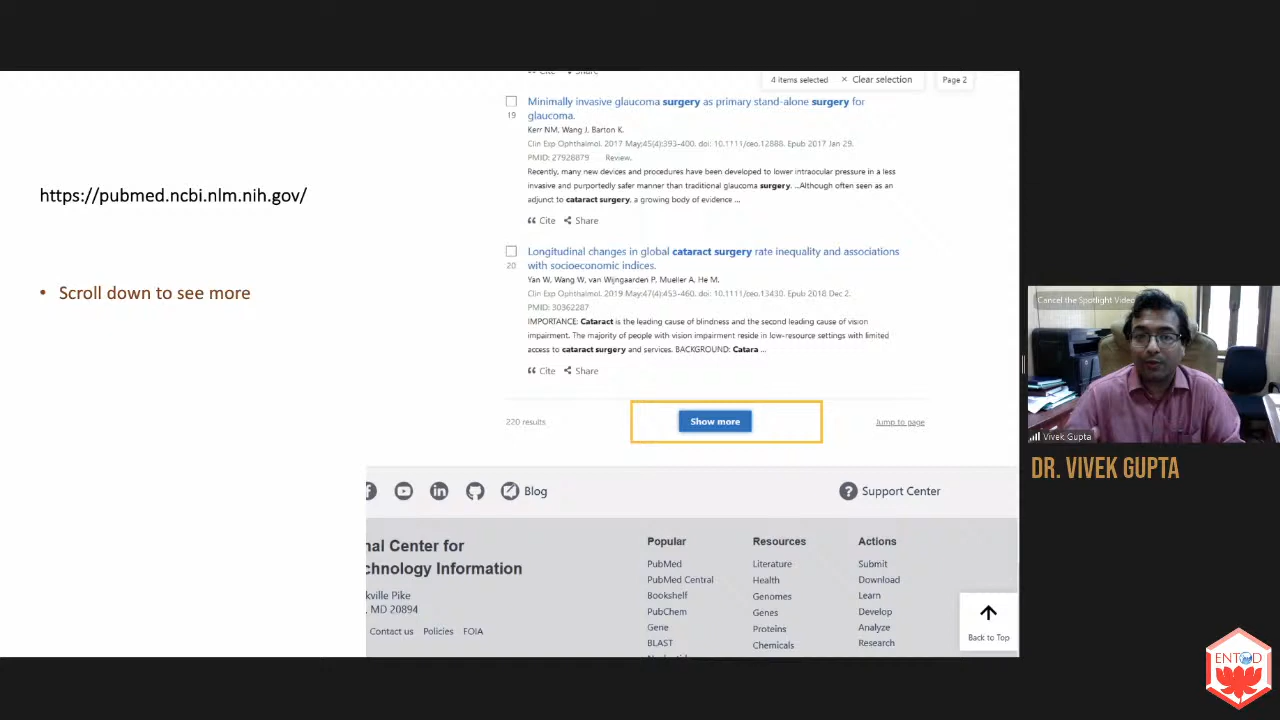 https://pubmed.ncbi.nlm.nih.gov/
• Scroll down to see more
Cite Share
4 items selected × Clear selection
Page 2
19
Minimally invasive glaucoma surgery as primary stand-alone surgery for
glaucoma.
Kerr NM, Wang J, Barton K.
Clin Exp Ophthalmol. 2017 May;45(4):393-400. doi: 10.1111/ceo.12888. Epub 2017 Jan 29.
PMID: 27928879 Review.
Recently, many new devices and procedures have been developed to lower intraocular pressure in a less
invasive and purportedly safer manner than traditional glaucoma surgery. ...Although often seen as an
adjunct to cataract surgery, a growing body of evidence ...
Cite Share
20
Longitudinal changes in global cataract surgery rate inequality and associations
with socioeconomic indices.
Yan W, Wang W, van Wijngaarden P, Mueller A, He M.
Clin Exp Ophthalmol. 2019 May;47(4):453-460. doi: 10.1111/ceo.13430. Epub 2018 Dec 2.
PMID: 30362287
IMPORTANCE: Cataract is the leading cause of blindness and the second leading cause of vision
impairment. The majority of people with vision impairment reside in low-resource settings with limited
access to cataract surgery and services. BACKGROUND: Catara ...
Cite Share
220 results
Show more
Jump to page
Blog
Support Center
nal Center for
chnology Information
kville Pike
, MD 20894
Contact us Policies FOIA
Popular
PubMed
PubMed Central
Bookshelf
PubChem
Gene
BLAST
Resources
Literature
Health
Genomes
Genes
Proteins
Chemicals
Actions
Submit
Download
Learn
Develop
Analyze
Research
Back to Top
Cancel the Spotlight Video
Vivek Gupta
DR. VIVEK GUPTA
ENTOD